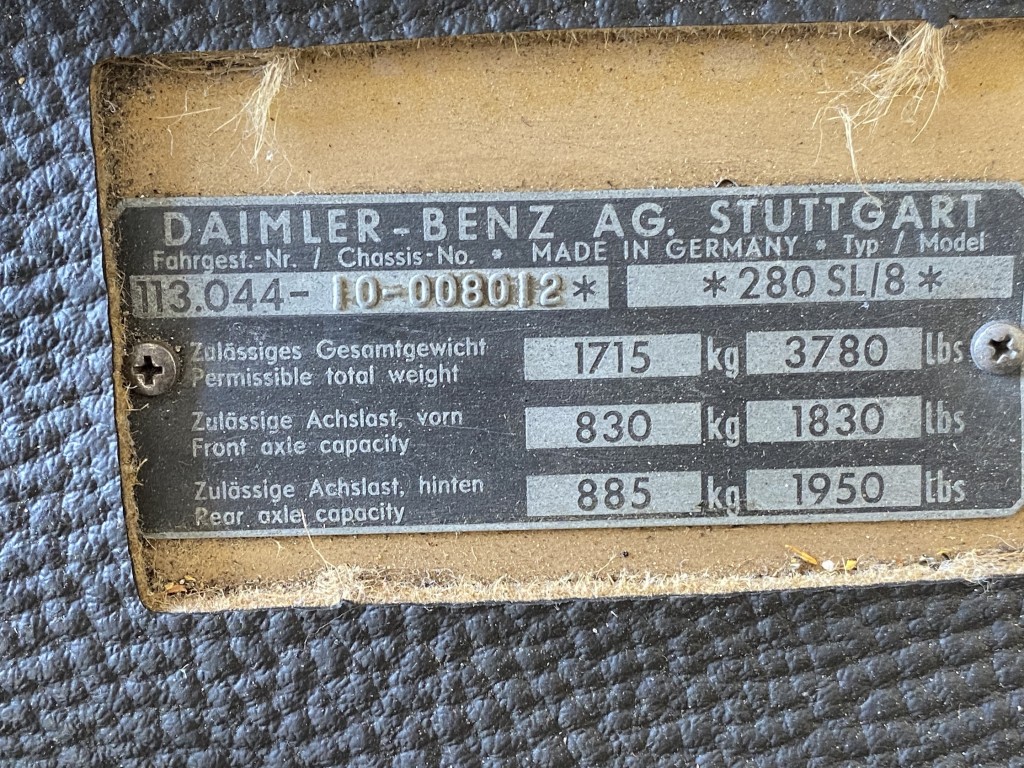 DAIMLER-BENZ AG. STUTTGART
Fahrgest.-Nr. / Chassis-No. * MADE IN GERMANY * Typ / Model
113.044- 10-008012 * * 280 SL/8 *
Zulässiges Gesamtgewicht 1715 kg 3780 lbs
Permissible total weight
Zulässige Achslast, vorn 830 kg 1830 lbs
Front axle capacity
Zulässige Achslast, hinten 885 kg 1950 lbs
Rear axle capacity